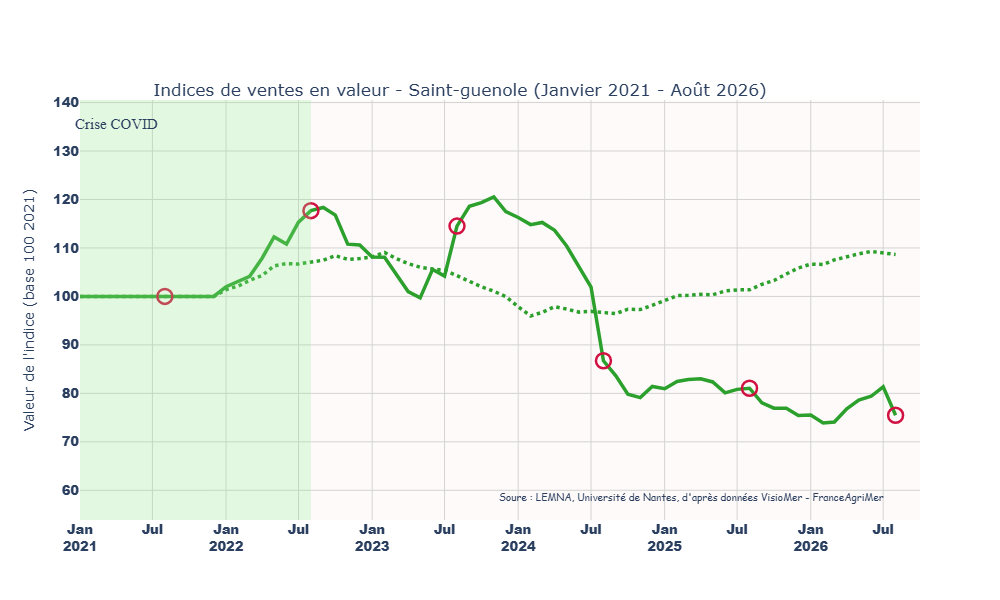 Indices de ventes en valeur - Saint-guenole (Janvier 2021 - Août 2026)
Valeur de l'indice (base 100 2021)
140
Crise COVID
130
120
110
100
90
80
70
60
Soure : LEMNA, Université de Nantes, d'après données VisioMer - FranceAgriMer
Jan Jul Jan Jul Jan Jul Jan Jul Jan Jul Jan Jul
2021 2022 2023 2024 2025 2026